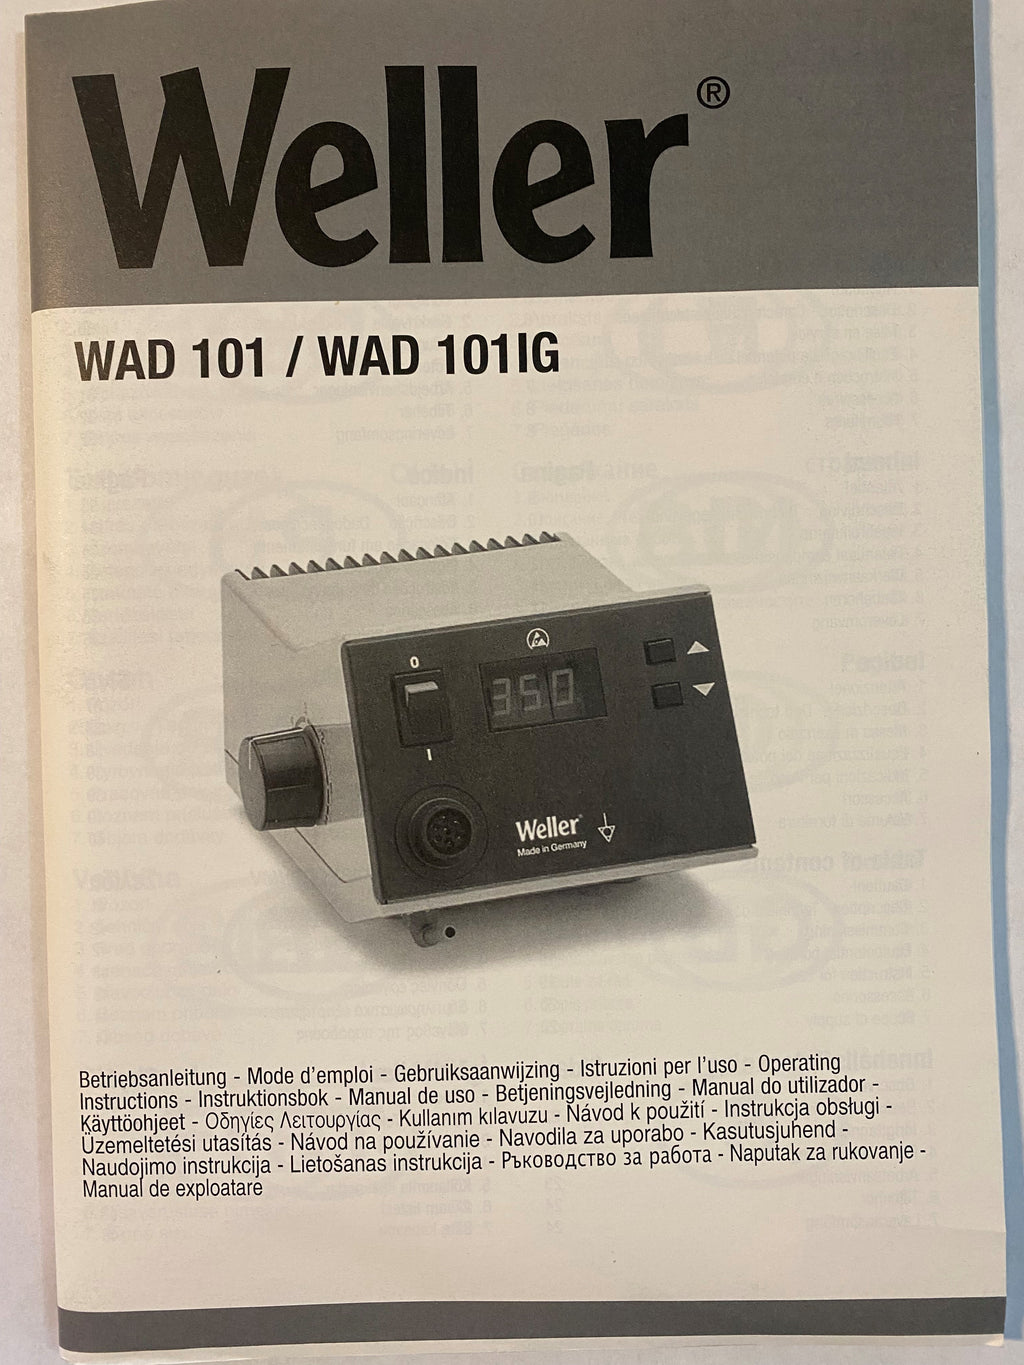 Weller®
WAD 101 / WAD 101IG
0
350
I
Weller®
Made in Germany
Betriebsanleitung - Mode d'emploi - Gebruiksaanwijzing - Istruzioni per l'uso - Operating
Instructions - Instruktionsbok - Manual de uso - Betjeningsvejledning - Manual do utilizador -
Käyttöohjeet - Οδηγίες Λειτουργίας - Kullanım kılavuzu - Návod k použití - Instrukcja obsługi -
Üzemeltetési utasítás - Návod na používanie - Navodila za uporabo - Kasutusjuhend -
Naudojimo instrukcija - Lietošanas instrukcija - Ръководство за работа - Naputak za rukovanje -
Manual de exploatare